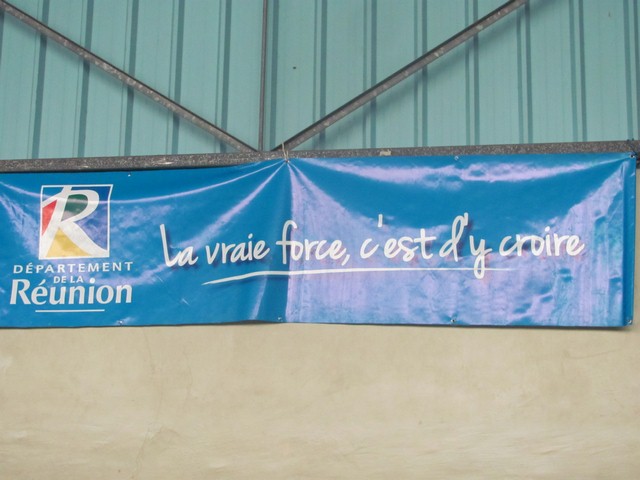 R
DÉPARTEMENT
DE LA
Réunion
La vraie force, c'est d'y croire